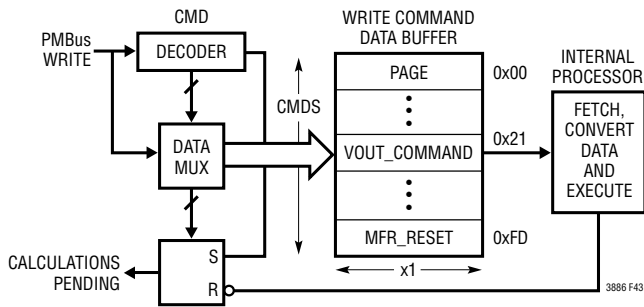 CMD
PMBus
WRITE
DECODER
DATA
MUX
CALCULATIONS
PENDING
S
R
CMDS
WRITE COMMAND
DATA BUFFER
PAGE
0x00
VOUT_COMMAND
0x21
MFR_RESET
0xFD
x1
INTERNAL
PROCESSOR
FETCH,
CONVERT
DATA
AND
EXECUTE
3886 F43